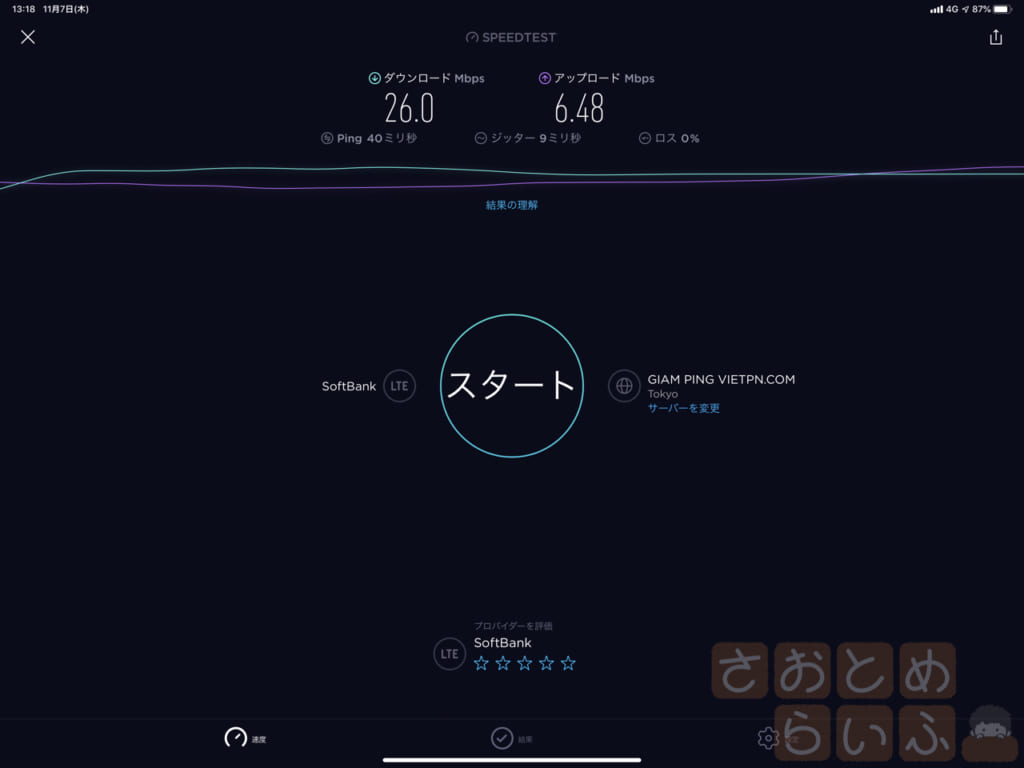 13:18 11月7日(木)
4G 87%
SPEEDTEST
ダウンロード Mbps
アップロード Mbps
26.0
6.48
Ping 40ミリ秒
ジッター 9ミリ秒
ロス 0%
結果の理解
SoftBank
LTE
スタート
GIAM PING VIETPN.COM
Tokyo
サーバーを変更
プロバイダーを評価
LTE
SoftBank
さおとめ
らいふ
速度
結果
設定